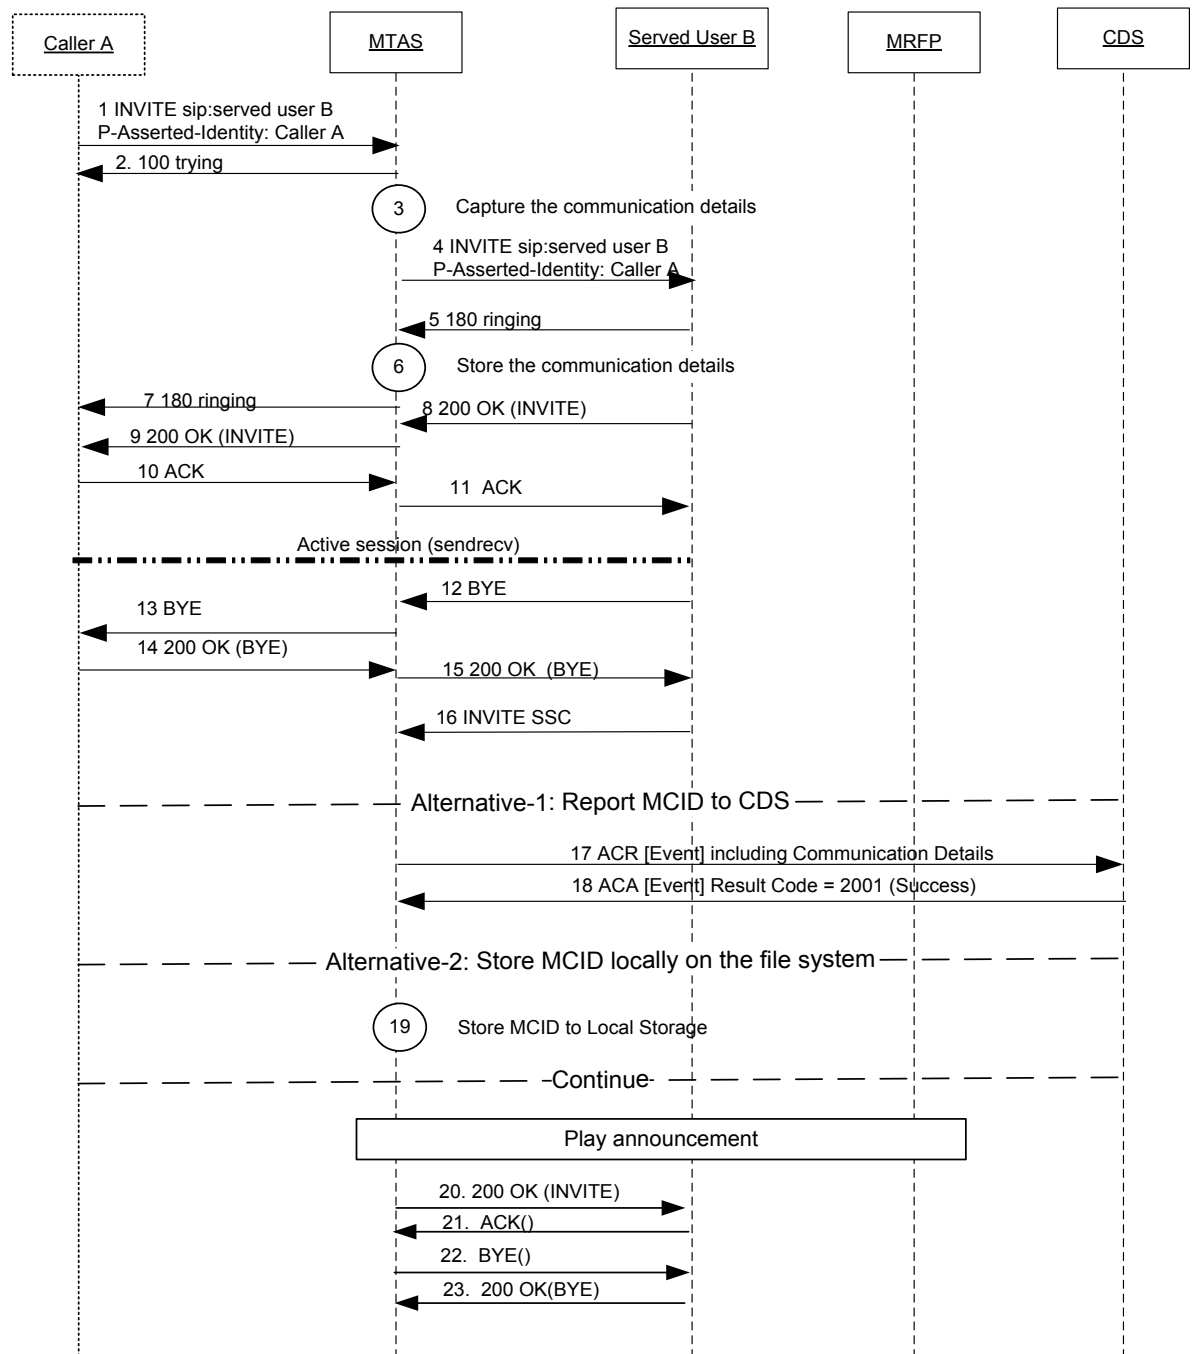 Caller A
MTAS
Served User B
MRFP
CDS
1 INVITE sip:served user B
P-Asserted-Identity: Caller A
2. 100 trying
3
Capture the communication details
4 INVITE sip:served user B
P-Asserted-Identity: Caller A
5 180 ringing
6
Store the communication details
7 180 ringing
8 200 OK (INVITE)
9 200 OK (INVITE)
10 ACK
11 ACK
Active session (sendrecv)
12 BYE
13 BYE
14 200 OK (BYE)
15 200 OK (BYE)
16 INVITE SSC
Alternative-1: Report MCID to CDS
17 ACR [Event] including Communication Details
18 ACA [Event] Result Code = 2001 (Success)
Alternative-2: Store MCID locally on the file system
19
Store MCID to Local Storage
Continue
Play announcement
20. 200 OK (INVITE)
21. ACK()
22. BYE()
23. 200 OK(BYE)